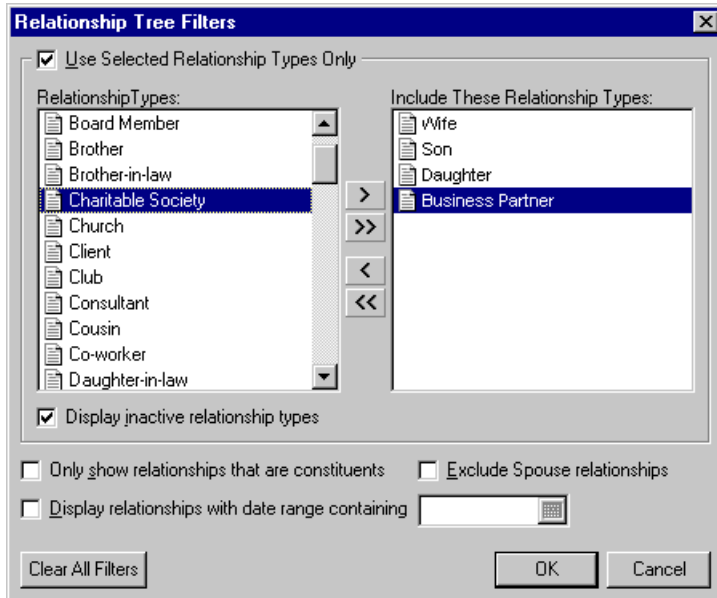 Relationship Tree Filters
Use Selected Relationship Types Only
RelationshipTypes:
Board Member
Brother
Brother-in-law
Charitable Society
Church
Client
Club
Consultant
Cousin
Co-worker
Daughter-in-law
>
>>
<
<<
Include These Relationship Types:
Wife
Son
Daughter
Business Partner
Display inactive relationship types
Only show relationships that are constituents
Exclude Spouse relationships
Display relationships with date range containing
Clear All Filters
OK
Cancel